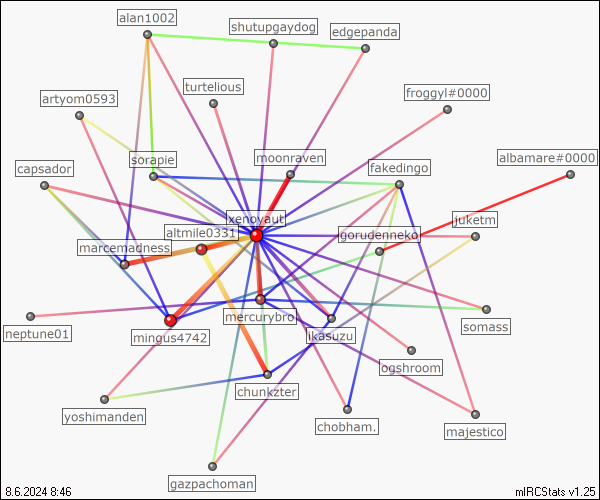 alan1002
shutupgaydog
edgepanda
turtelious
artyom0593
froggyl#0000
sorapie
moonraven
albamare#0000
capsador
fakedingo
xenoyaut
juketm
altmile0331
gorudenneko
marcemadness
mercurybro
somass
neptune01
mingus4742
ikasuzu
ogshroom
chunkzter
yoshimanden
chobham.
majestico
gazpachoman
8.6.2024 8:46
mIRCStats v1.25